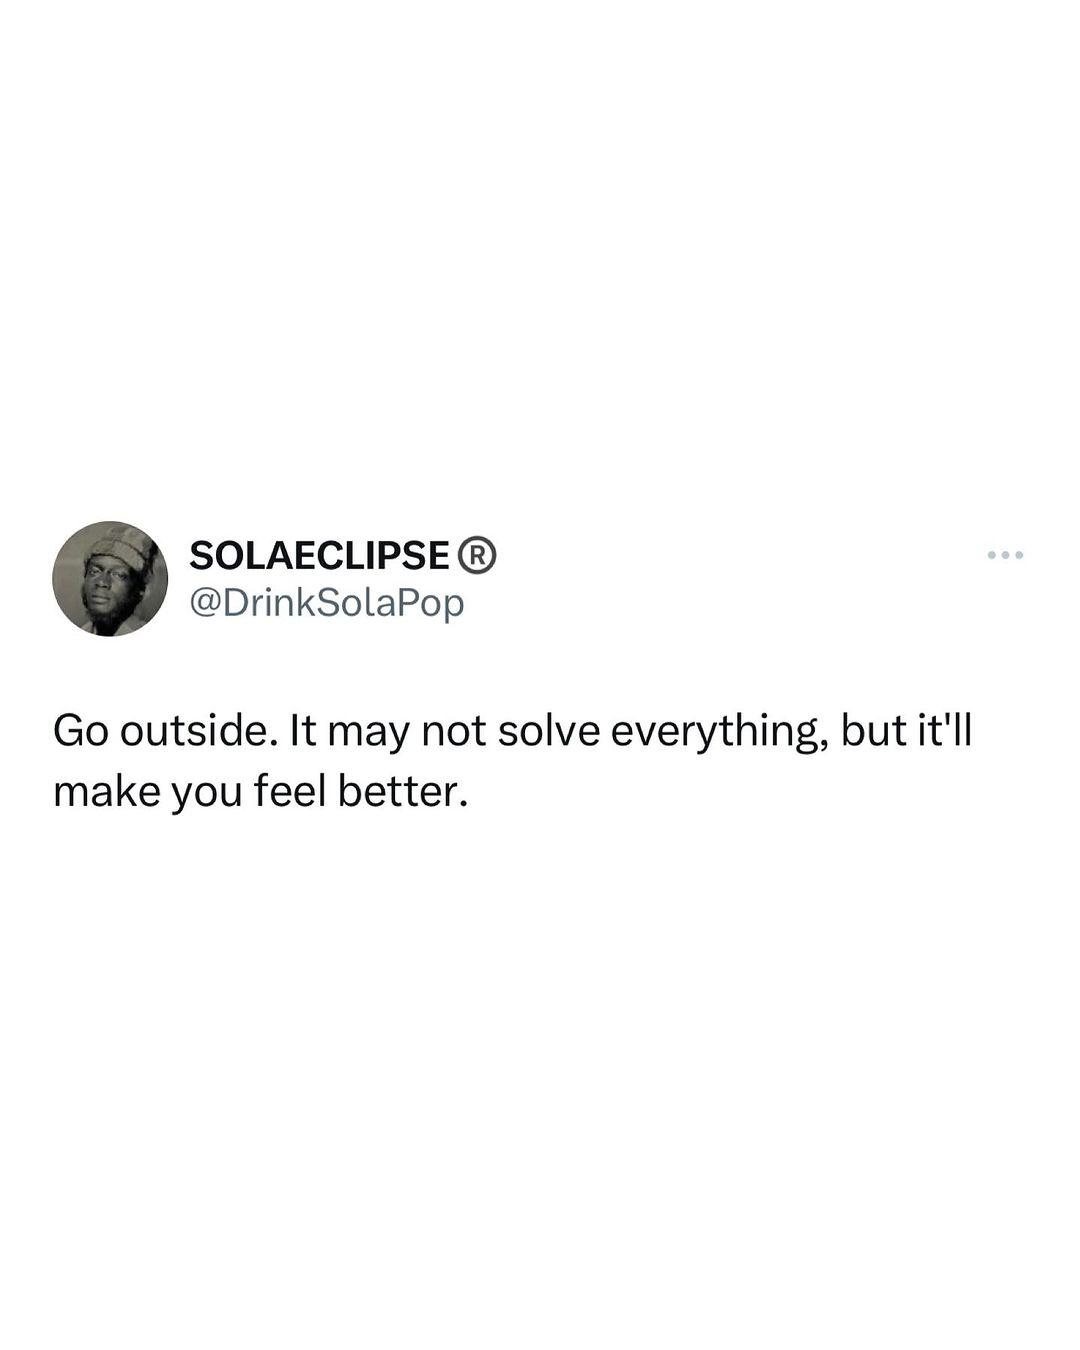 SOLAECLIPSE®
@DrinkSolaPop
Go outside. It may not solve everything, but it'll
make you feel better.